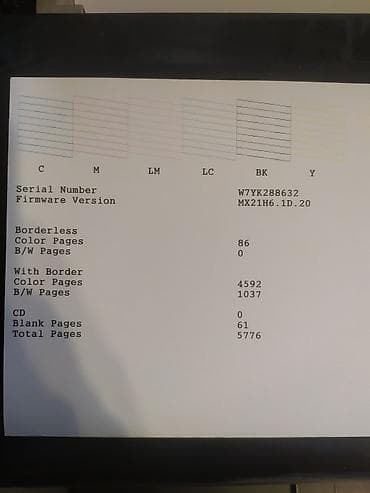 C M LM LC BK Y
Serial Number W7YK288632
Firmware Version MX21H6.1D.20
Borderless
Color Pages 86
B/W Pages 0
With Border
Color Pages 4592
B/W Pages 1037
CD 0
Blank Pages 61
Total Pages 5776